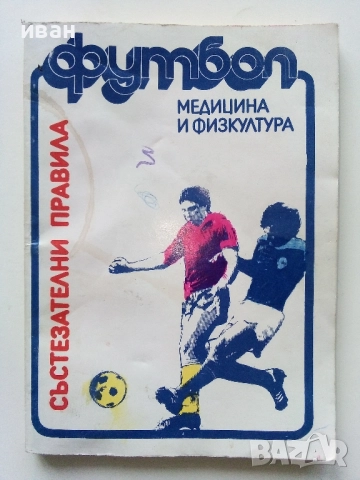 иван
футбол
МЕДИЦИНА
И ФИЗКУЛТУРА
СЪСТЕЗАТЕЛНИ ПРАВИЛА
BAZAR